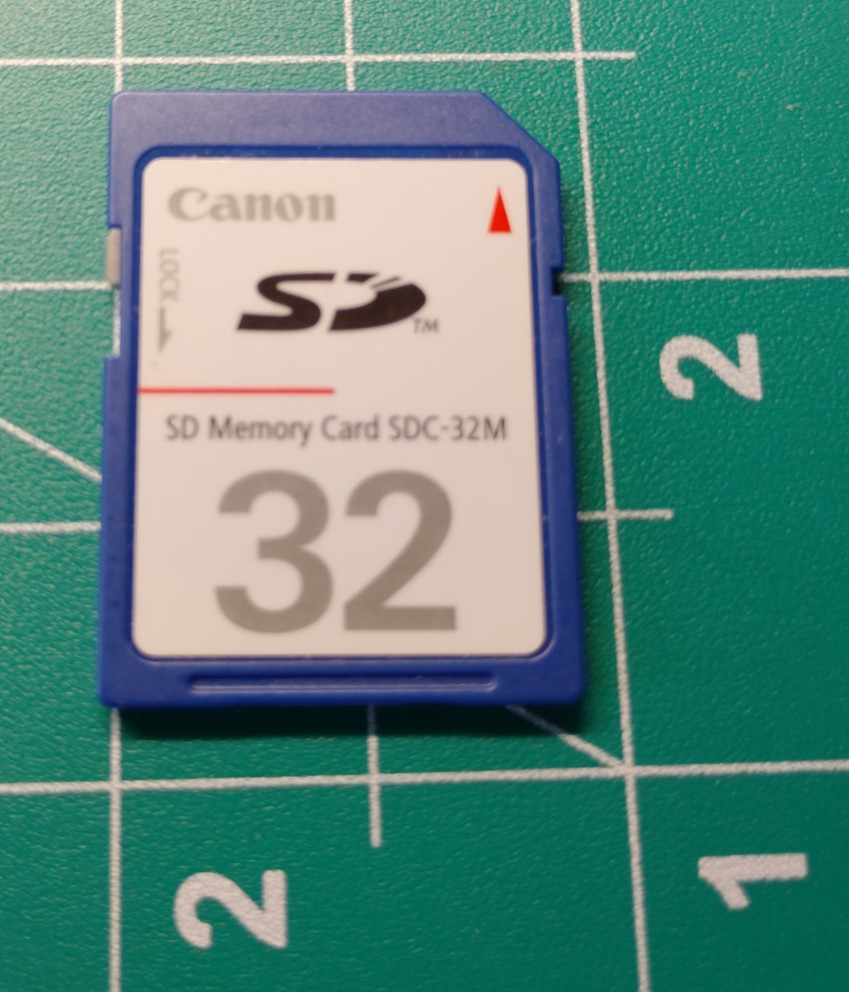 Canon
LOCK
SD
TM
SD Memory Card SDC-32M
32
2
2
1